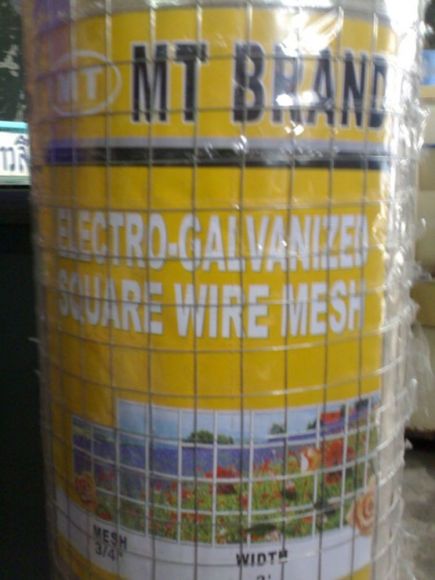 MT MT BRAND
ELECTRO-GALVANIZED
SQUARE WIRE MESH
MESH WIDTH
3/4"